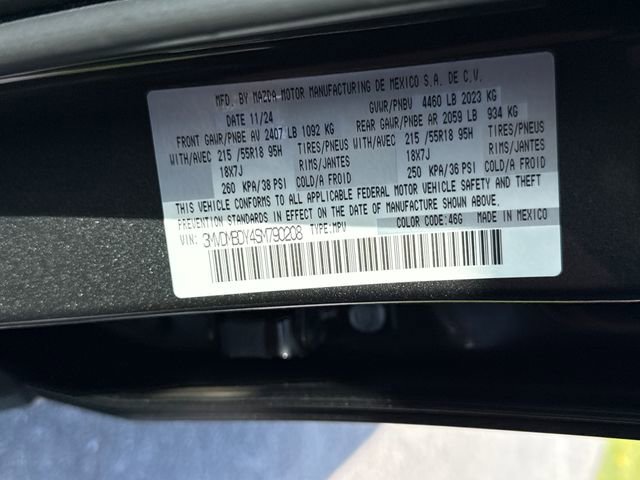 MFD. BY MAZDA MOTOR MANUFACTURING DE MEXICO S.A. DE C.V.
DATE 11/24 GVWR/PNBV 4460 LB 2023 KG
FRONT GAWR/PNBE AV 2407 LB 1092 KG REAR GAWR/PNBE AR 2059 LB 934 KG
WITH/AVEC 215 /55R18 95H TIRES/PNEUS WITH/AVEC 215 /55R18 95H TIRES/PNEUS
18X7J RIMS/JANTES 18X7J RIMS/JANTES
260 KPA/38 PSI COLD/A FROID 250 KPA/36 PSI COLD/A FROID
THIS VEHICLE CONFORMS TO ALL APPLICABLE FEDERAL MOTOR VEHICLE SAFETY AND THEFT
PREVENTION STANDARDS IN EFFECT ON THE DATE OF MANUFACTURE SHOWN ABOVE.
VIN: 3MVDMBDY4SM790208 TYPE:MPV COLOR CODE:46G MADE IN MEXICO